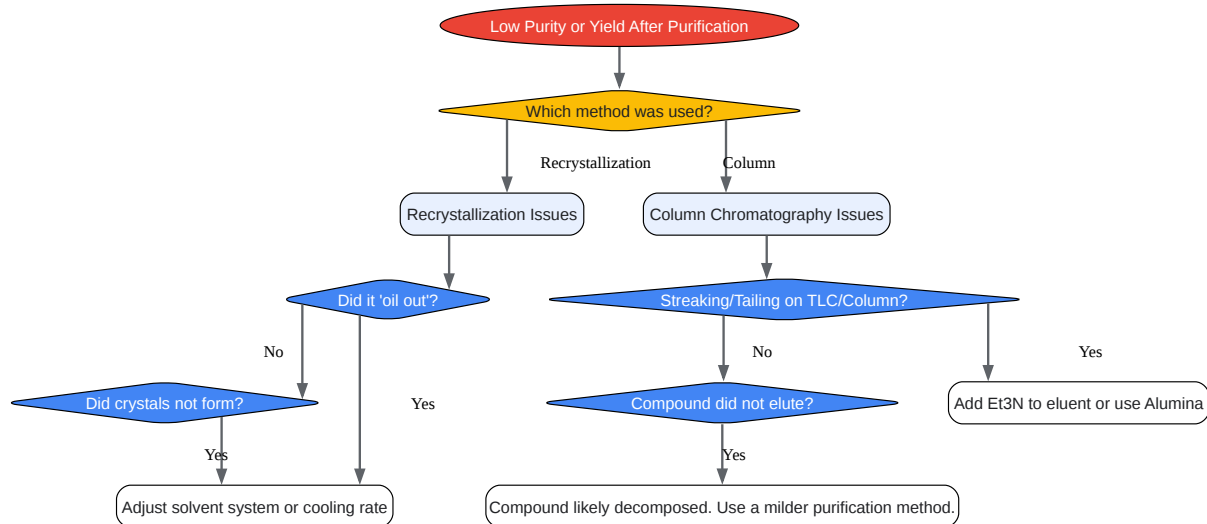 Low Purity or Yield After Purification
Which method was used?
Recrystallization
Column
Recrystallization Issues
Column Chromatography Issues
Did it 'oil out'?
Streaking/Tailing on TLC/Column?
No
No
Yes
Did crystals not form?
Yes
Compound did not elute?
Add Et3N to eluent or use Alumina
Yes
Yes
Adjust solvent system or cooling rate
Compound likely decomposed. Use a milder purification method.